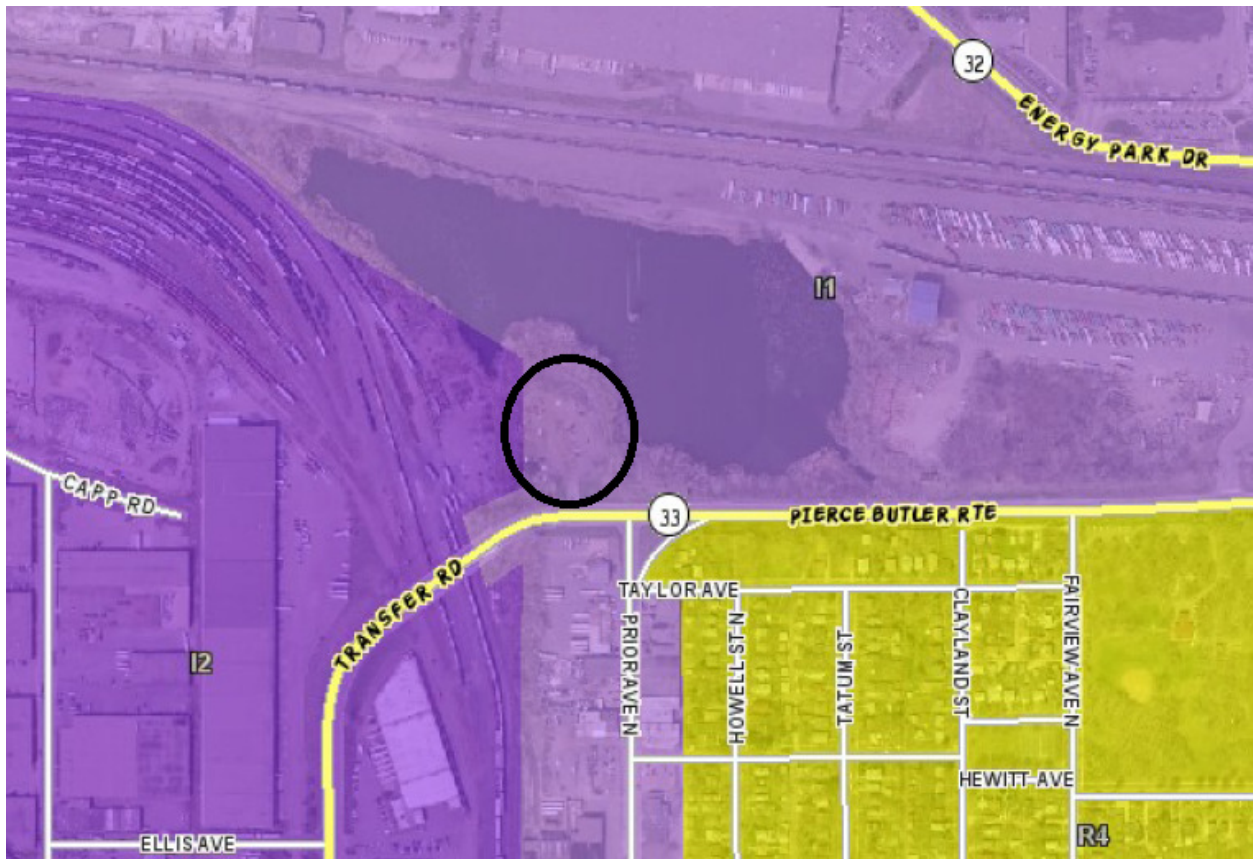 32
ENERGY PARK DR
I1
CAPP RD
33
PIERCE BUTLER RTE
TRANSFER RD
TAYLOR AVE
PRIOR AVE N
HOWELL ST N
TATUM ST
CLAYLAND ST
FAIRVIEW AVE N
I2
HEWITT AVE
ELLIS AVE
R4